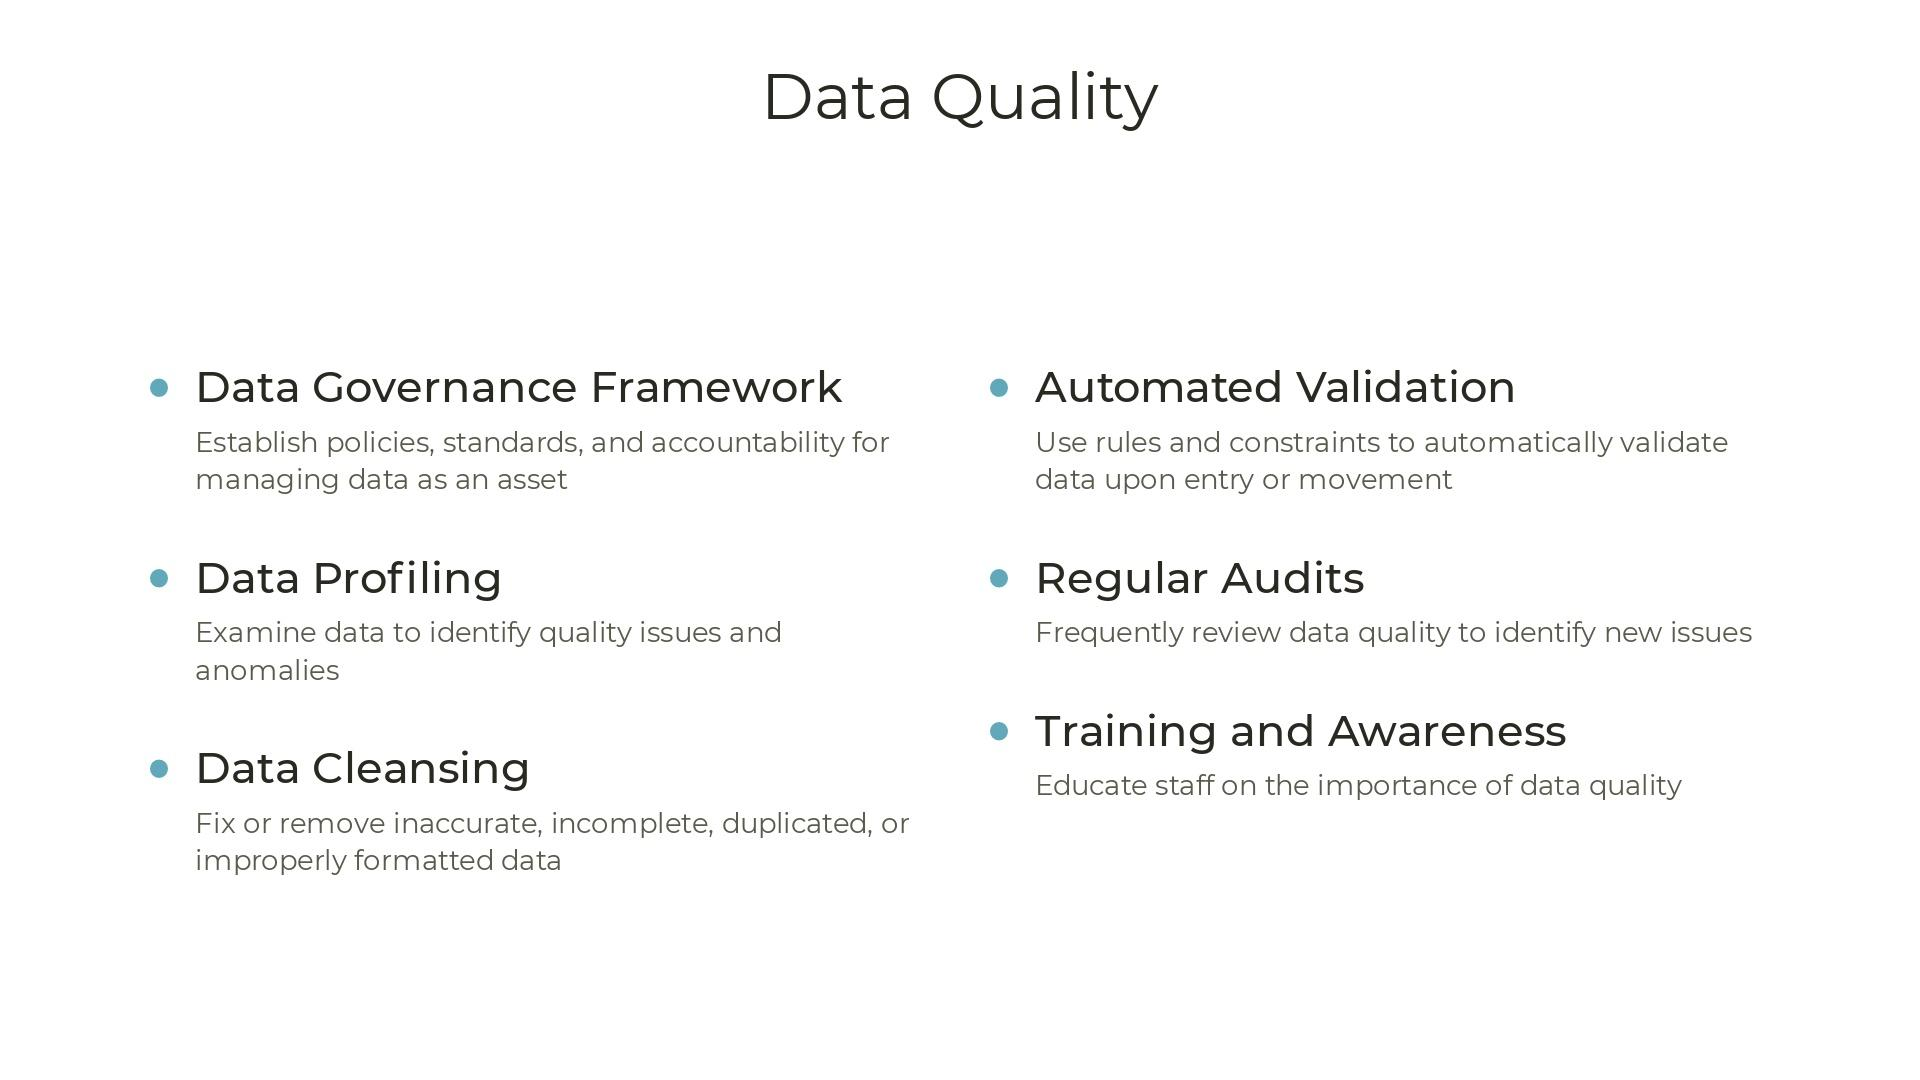 Data Quality
Data Governance Framework
Establish policies, standards, and accountability for
managing data as an asset
Data Profiling
Examine data to identify quality issues and
anomalies
Data Cleansing
Fix or remove inaccurate, incomplete, duplicated, or
improperly formatted data
Automated Validation
Use rules and constraints to automatically validate
data upon entry or movement
Regular Audits
Frequently review data quality to identify new issues
Training and Awareness
Educate staff on the importance of data quality